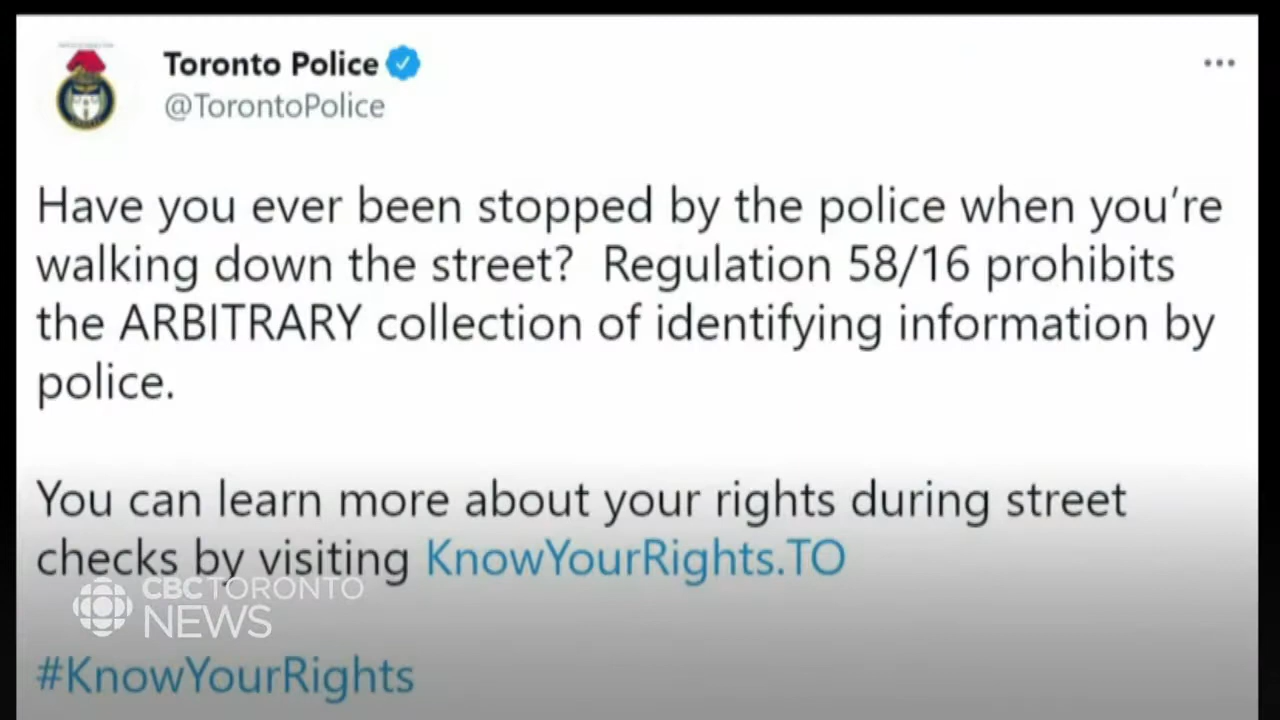 Toronto Police
@TorontoPolice
Have you ever been stopped by the police when you’re
walking down the street?  Regulation 58/16 prohibits
the ARBITRARY collection of identifying information by
police.
You can learn more about your rights during street
checks by visiting KnowYourRights.TO
CBC TORONTO
NEWS
#KnowYourRights